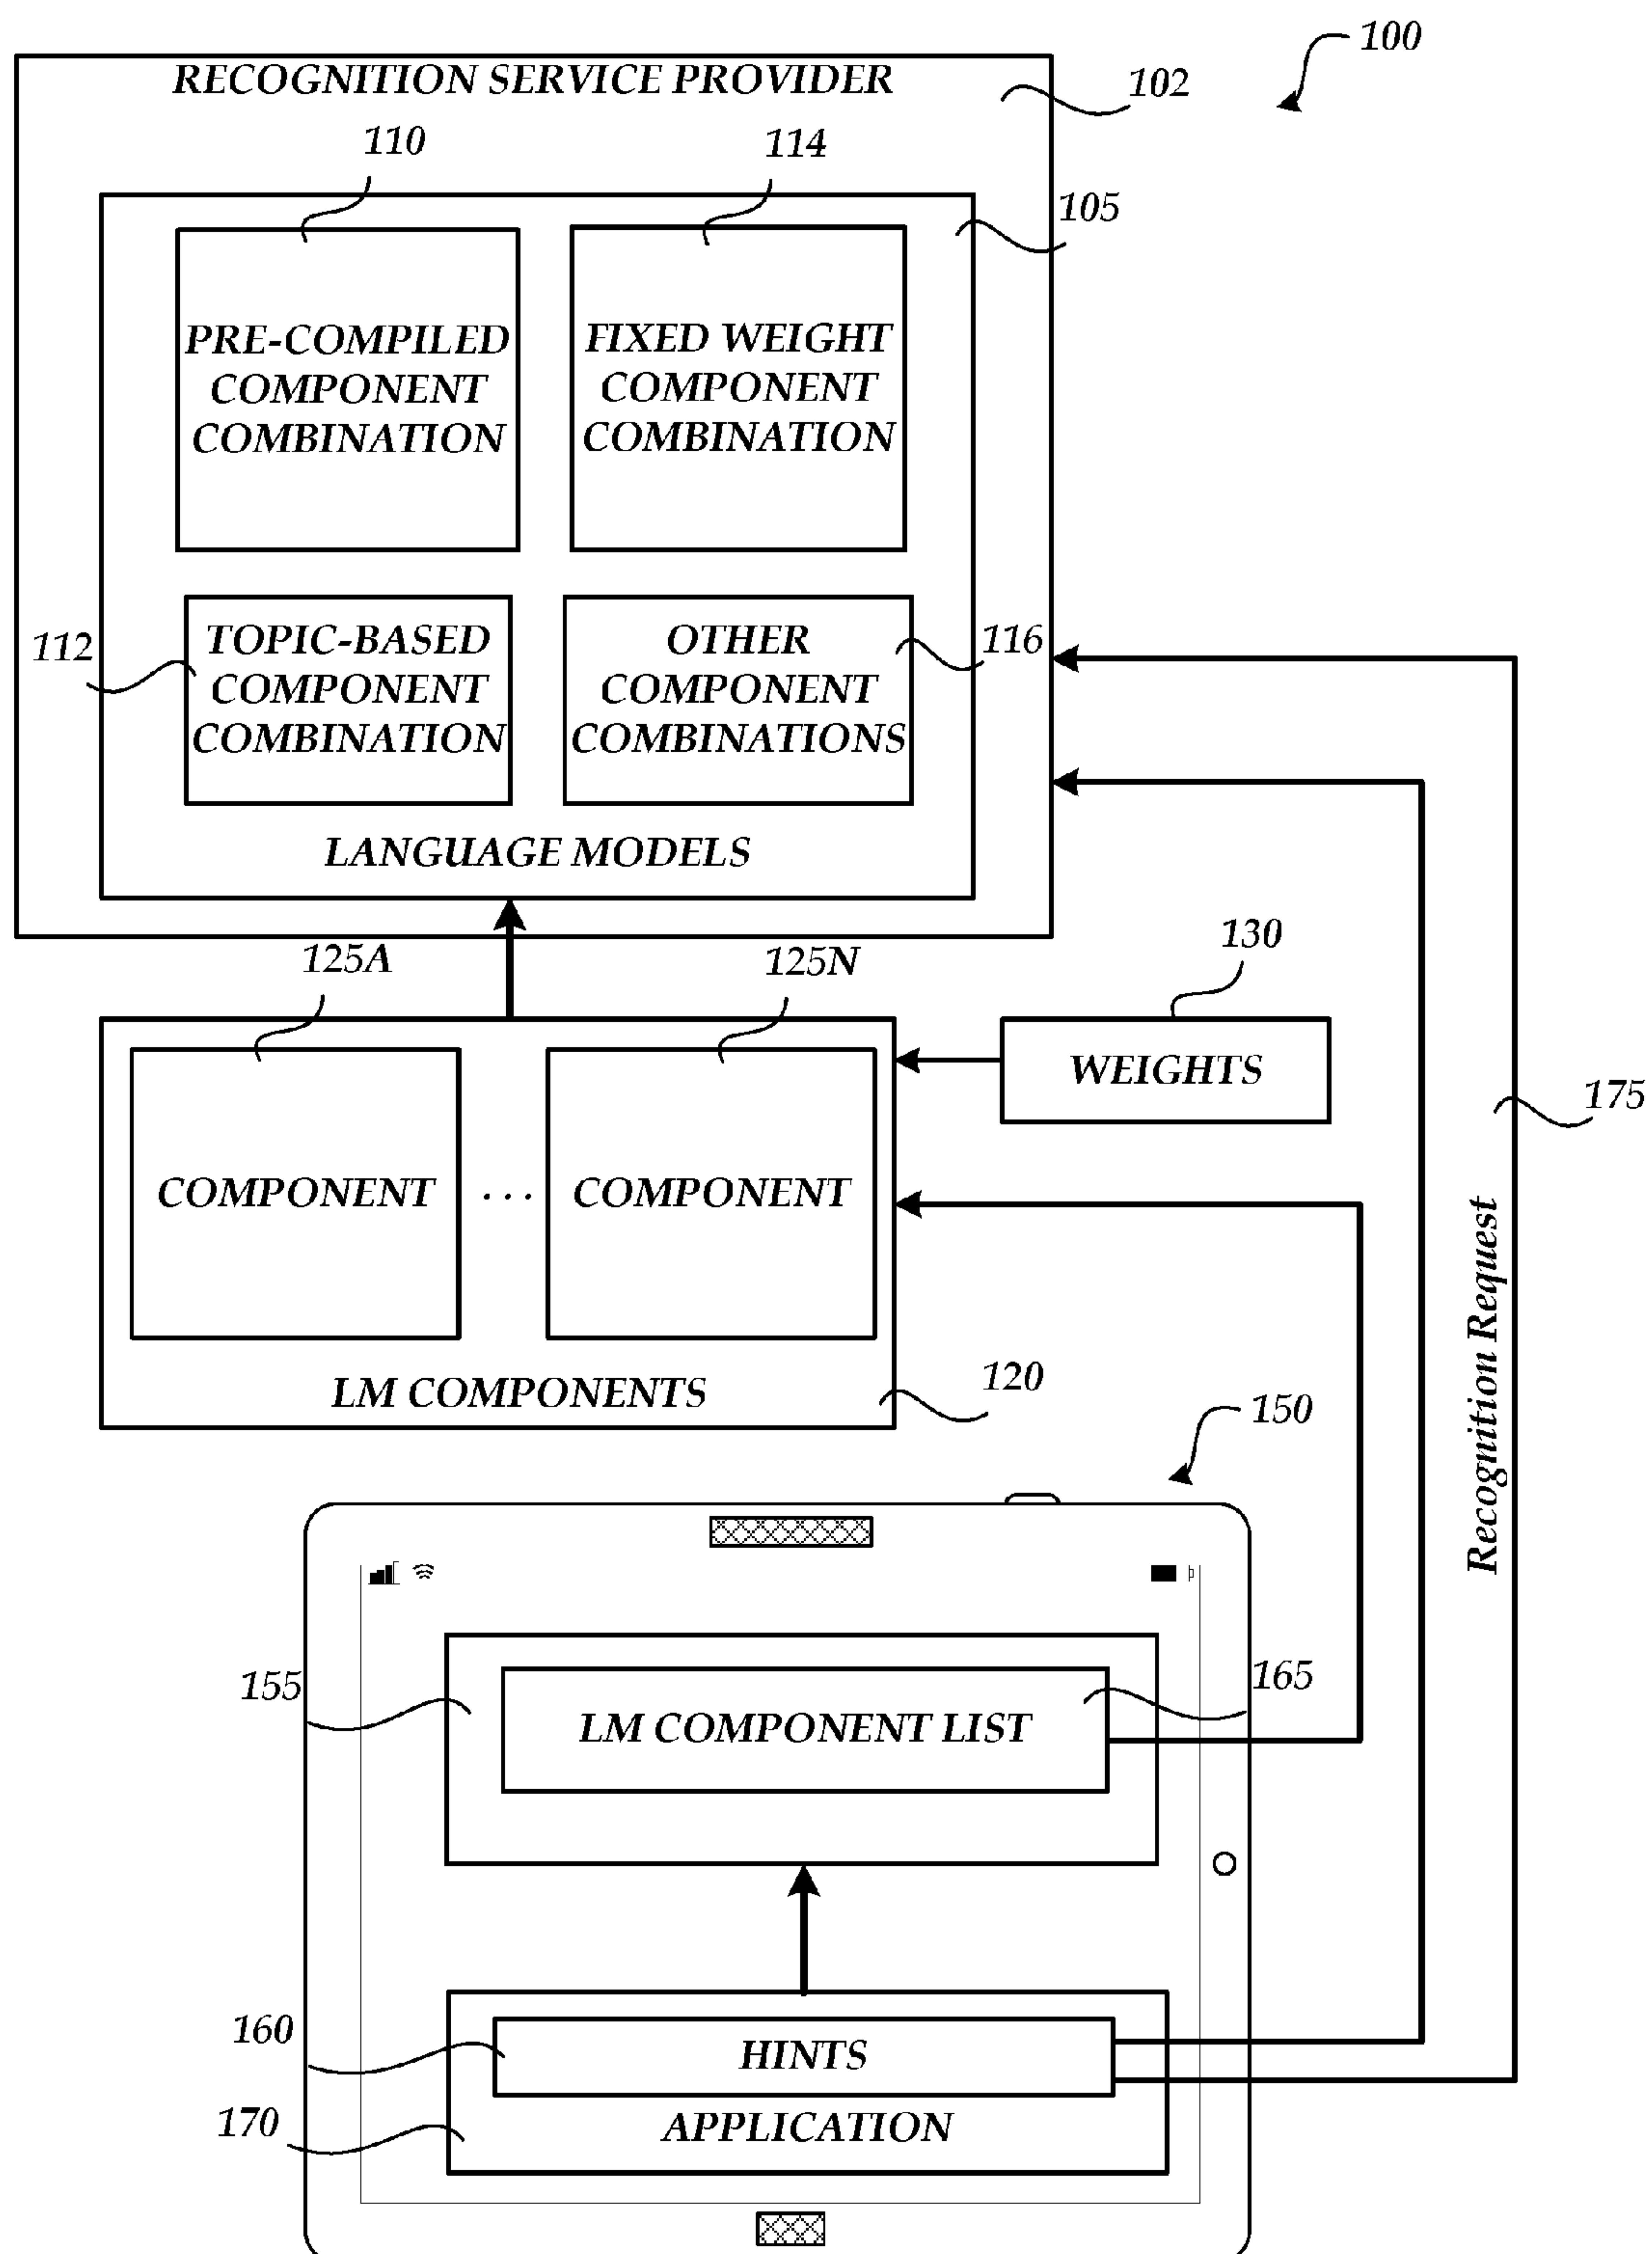 100
RECOGNITION SERVICE PROVIDER
102
110
114
105
PRE-COMPILED
COMPONENT
COMBINATION
FIXED WEIGHT
COMPONENT
COMBINATION
112
TOPIC-BASED
COMPONENT
COMBINATION
OTHER
COMPONENT
COMBINATIONS
116
LANGUAGE MODELS
125A
125N
130
WEIGHTS
COMPONENT
...
COMPONENT
175
Recognition Request
LM COMPONENTS
120
150
155
165
LM COMPONENT LIST
160
HINTS
170
APPLICATION